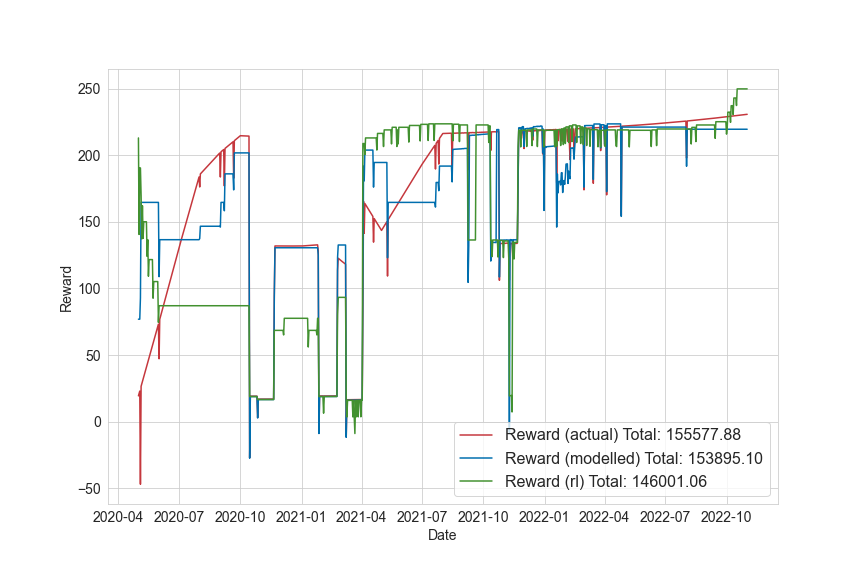 250
200
150
100
50
0
−50
Reward
2020-04 2020-07 2020-10 2021-01 2021-04 2021-07 2021-10 2022-01 2022-04 2022-07 2022-10
Date
Reward (actual) Total: 155577.88
Reward (modelled) Total: 153895.10
Reward (rl) Total: 146001.06